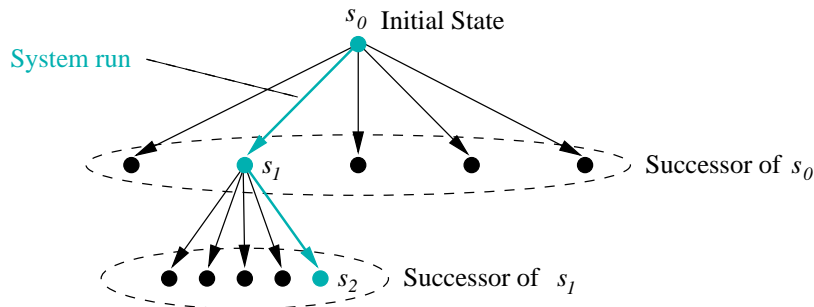 s0 Initial State
System run
s1
Successor of s0
s2
Successor of s1